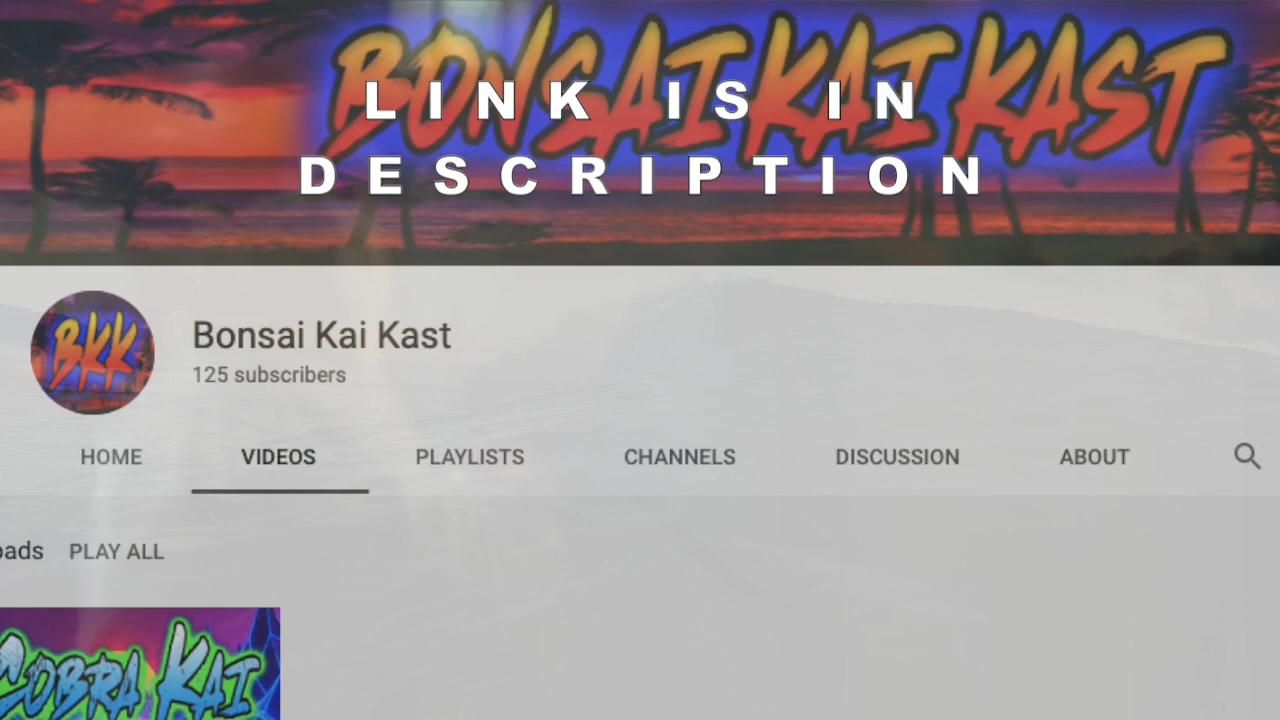 BONSAI KAI KAST
LINK IS IN
DESCRIPTION
BKK
Bonsai Kai Kast
125 subscribers
HOME VIDEOS PLAYLISTS CHANNELS DISCUSSION ABOUT
oads PLAY ALL
COBRA KAI